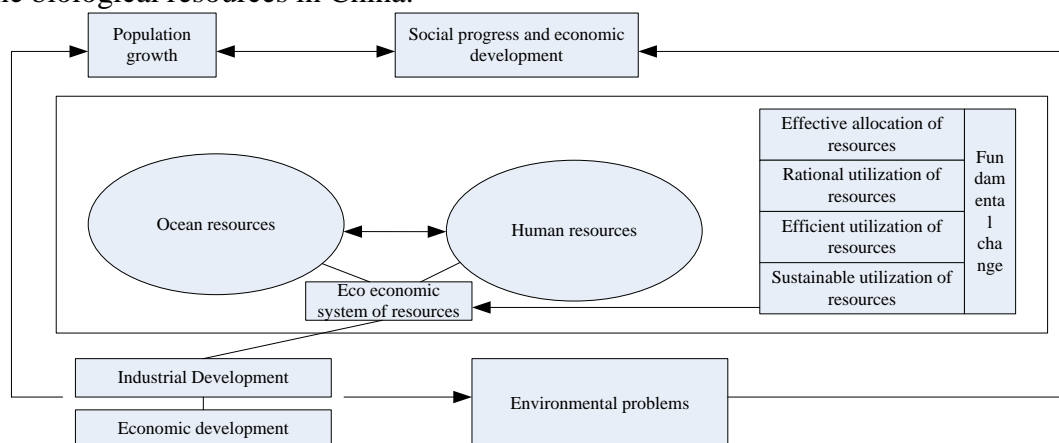 biological resources in China.
Population
growth
Social progress and economic
development
Effective allocation of
resources
Rational utilization of
resources
Efficient utilization of
resources
Sustainable utilization of
resources
Fun
dam
enta
l
cha
nge
Ocean resources
Human resources
Eco economic
system of resources
Industrial Development
Economic development
Environmental problems